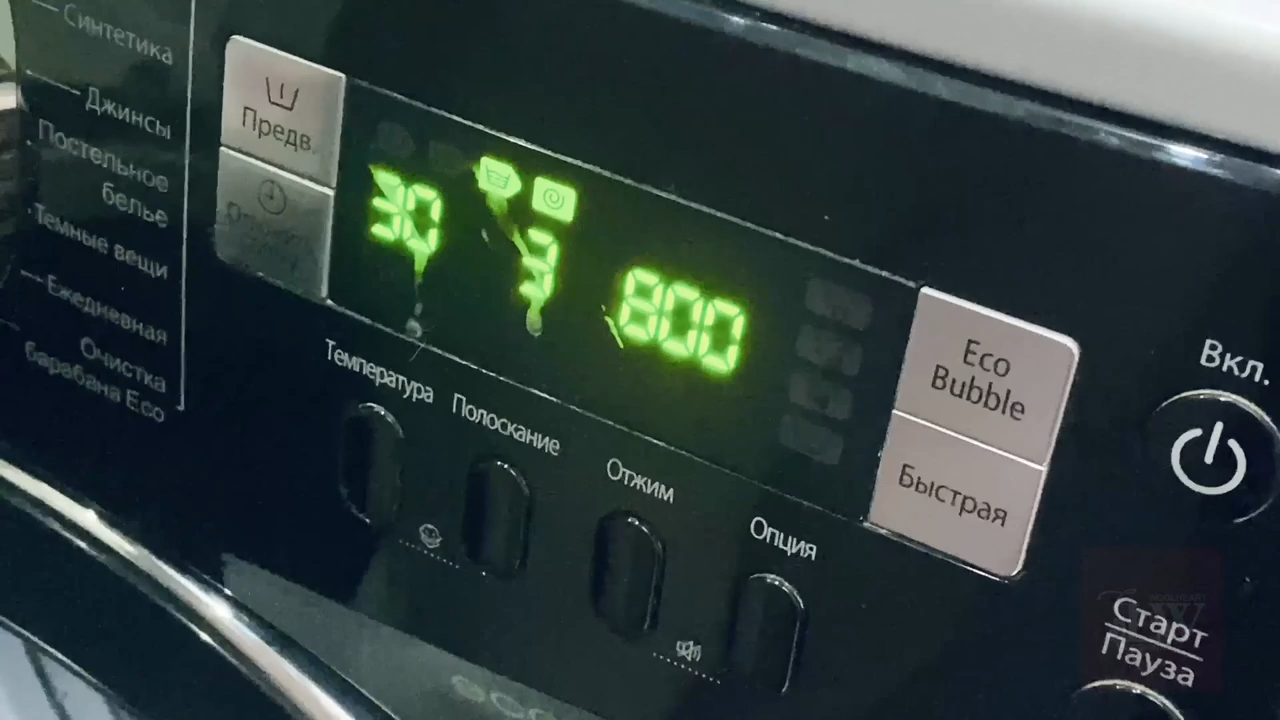 Синтетика
Джинсы
Постельное
белье
Темные вещи
Ежедневная
Очистка
барабана Eco
Предв.
30
3
800
Температура
Полоскание
Отжим
Опция
Eco
Bubble
Быстрая
Вкл.
Старт
Пауза